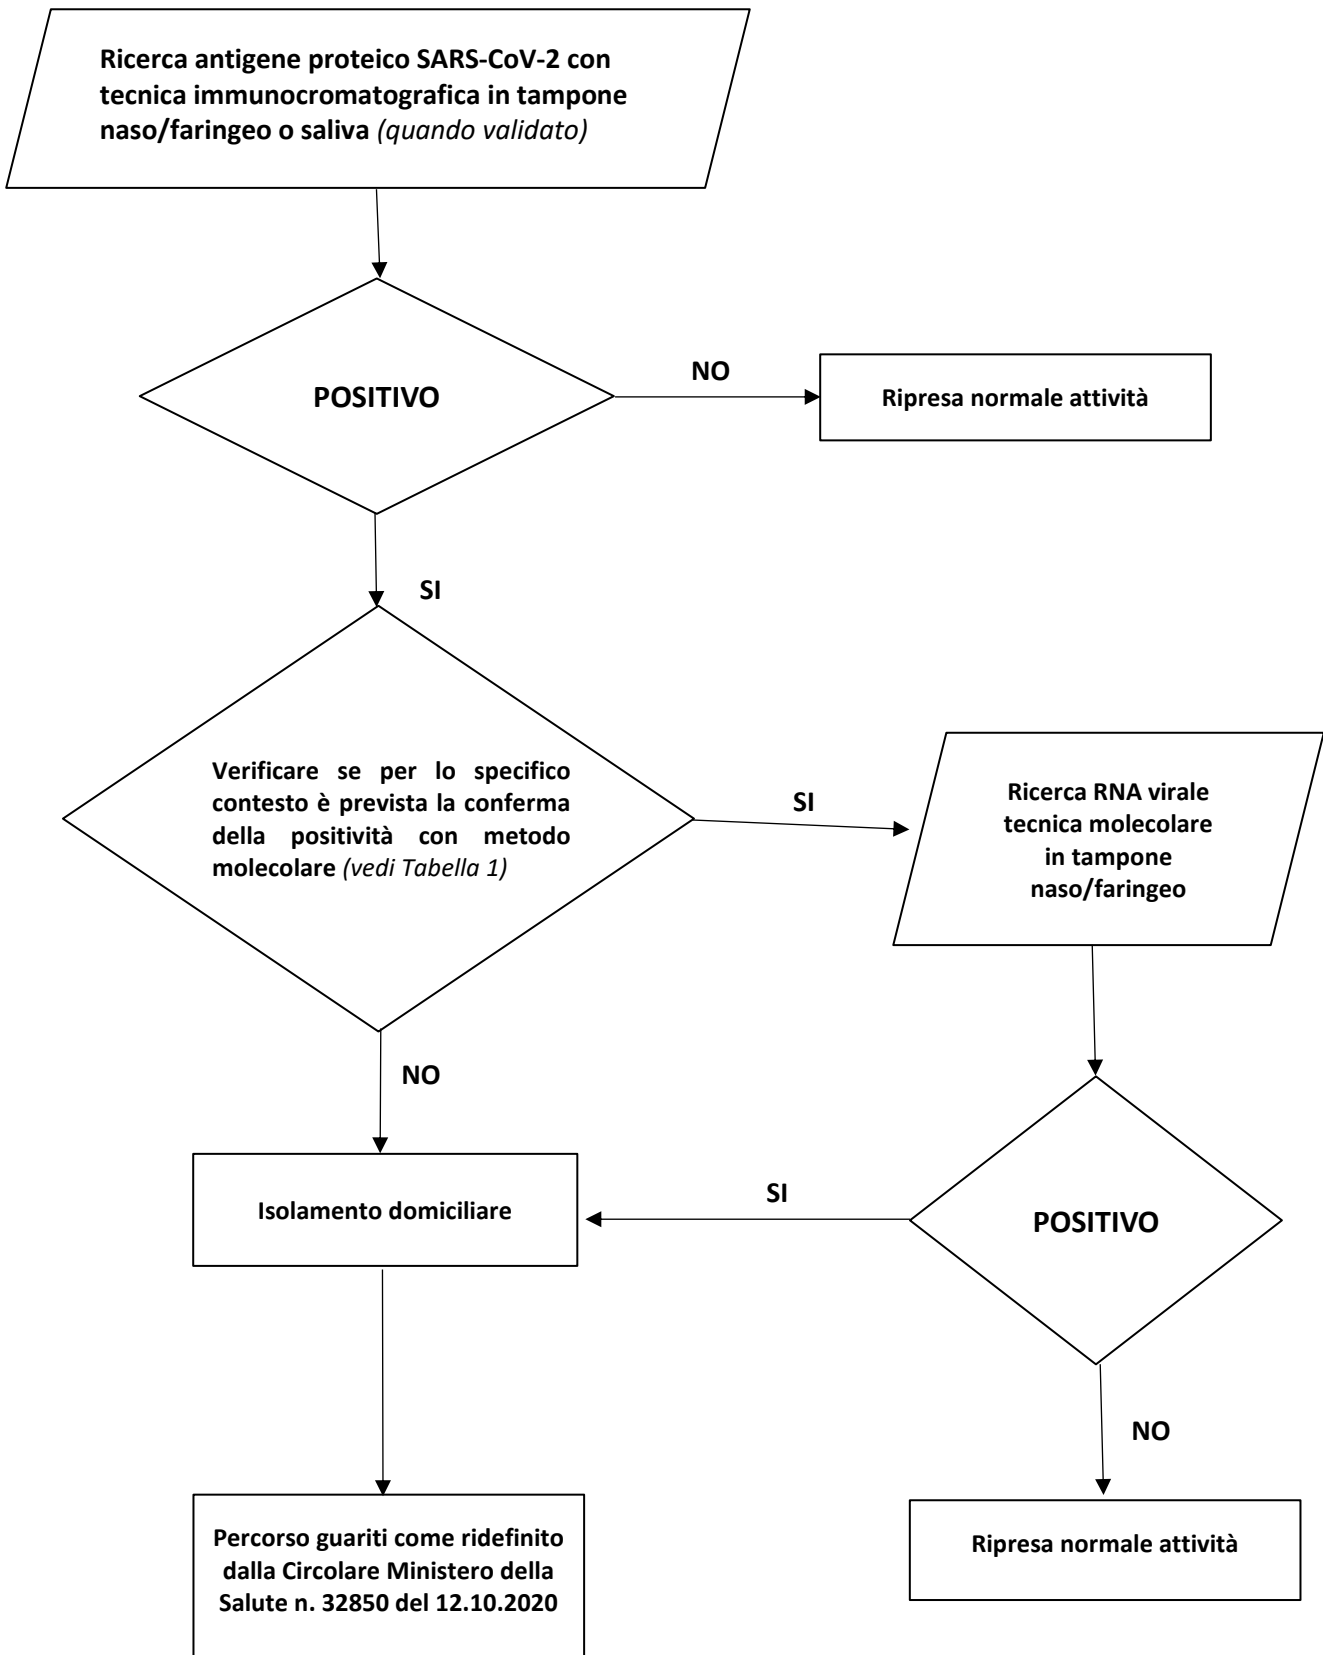 Ricerca antigene proteico SARS-CoV-2 con
tecnica immunocromatografica in tampone
naso/faringeo o saliva (quando validato)
POSITIVO
NO
Ripresa normale attività
SI
Verificare se per lo specifico
contesto è prevista la conferma
della positività con metodo
molecolare (vedi Tabella 1)
SI
Ricerca RNA virale
tecnica molecolare
in tampone
naso/faringeo
NO
Isolamento domiciliare
SI
POSITIVO
NO
Percorso guariti come ridefinito
dalla Circolare Ministero della
Salute n. 32850 del 12.10.2020
Ripresa normale attività